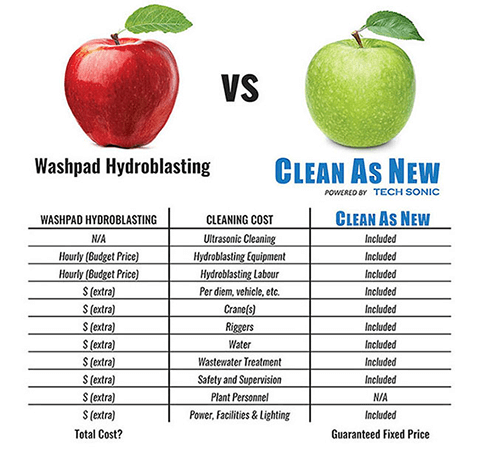 VS
Washpad Hydroblasting
CLEAN AS NEW
POWERED BY TECH SONIC
WASHPAD HYDROBLASTING CLEANING COST CLEAN AS NEW
N/A Ultrasonic Cleaning Included
Hourly (Budget Price) Hydroblasting Equipment Included
Hourly (Budget Price) Hydroblasting Labour Included
$ (extra) Per diem, vehicle, etc. Included
$ (extra) Crane(s) Included
$ (extra) Riggers Included
$ (extra) Water Included
$ (extra) Wastewater Treatment Included
$ (extra) Safety and Supervision Included
$ (extra) Plant Personnel N/A
$ (extra) Power, Facilities & Lighting Included
Total Cost? Guaranteed Fixed Price